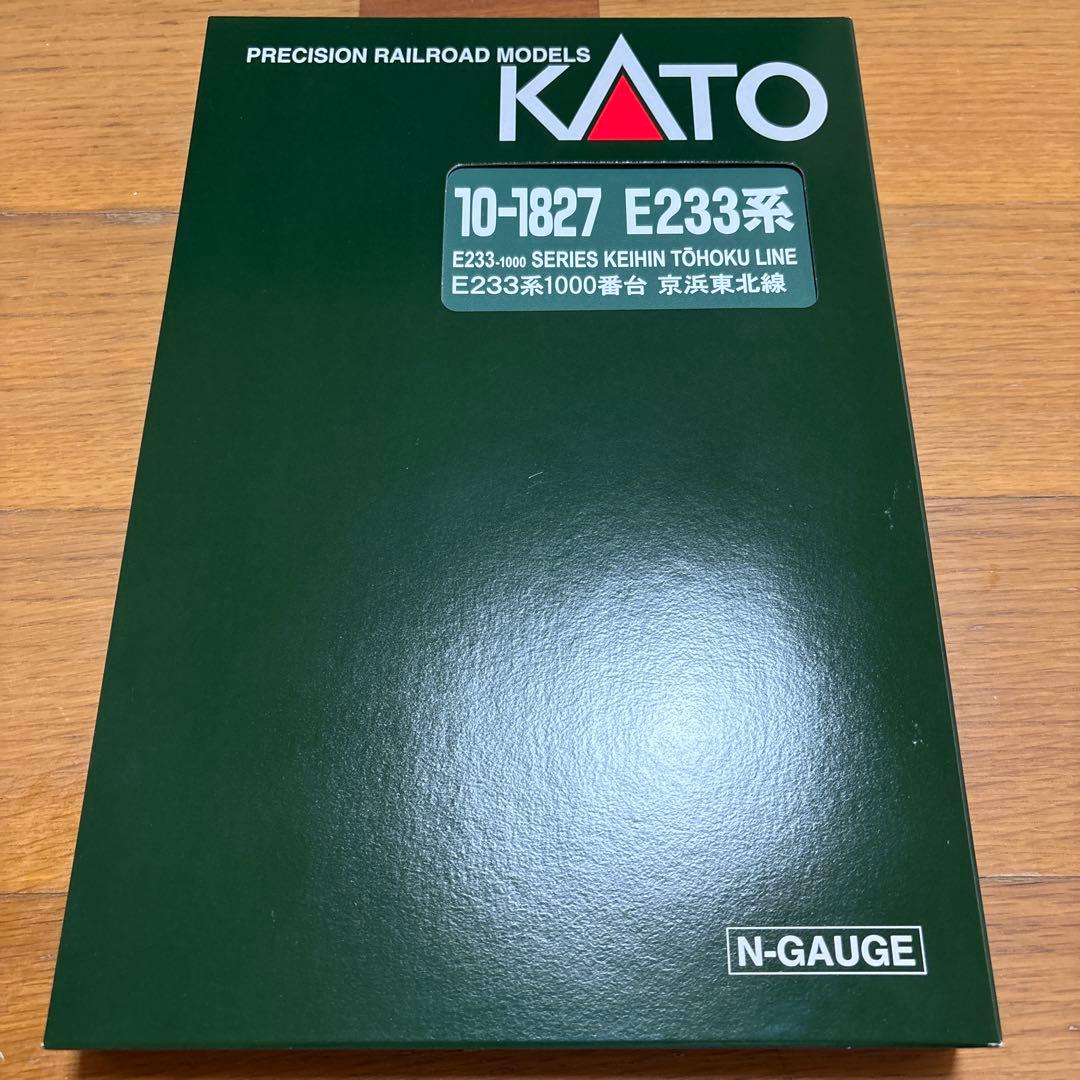 PRECISION RAILROAD MODELS
KATO
10-1827 E233系
E233-1000 SERIES KEIHIN TŌHOKU LINE
E233系1000番台 京浜東北線
N-GAUGE